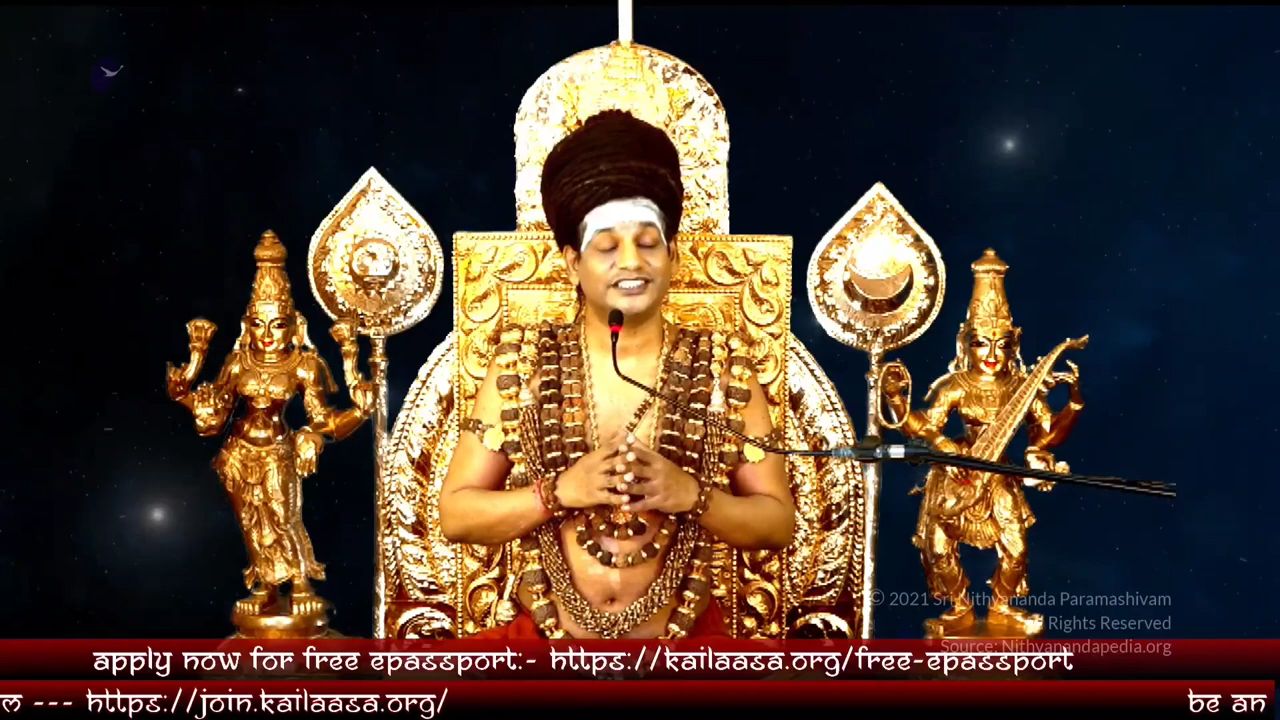 © 2021 Sri Nithyananda Paramashivam
All Rights Reserved
Source: Nithyanandapedia.org
apply now for free epassport:- https://kailaasa.org/free-epassport
--- https://join.kailaasa.org/
be an